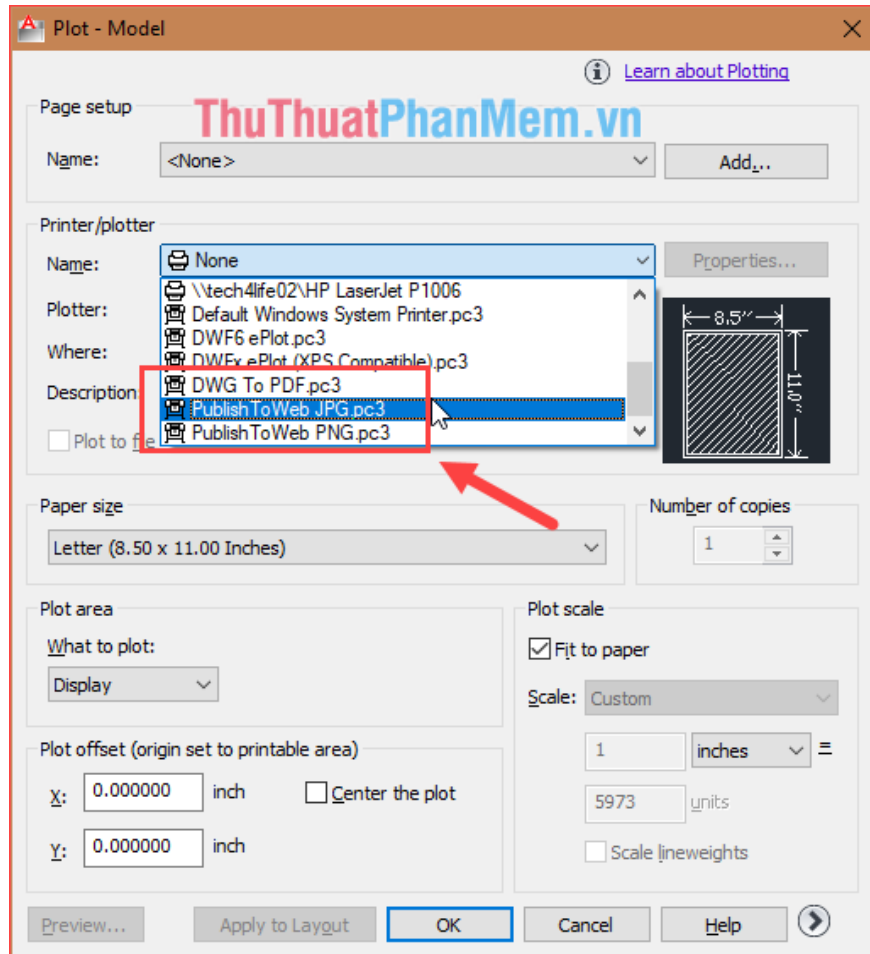 Plot - Model
Learn about Plotting
Page setup
ThuThuatPhanMem.vn
Name: <None> Add...
Printer/plotter
Name: None Properties...
\\tech4life02\HP LaserJet P1006
Plotter: Default Windows System Printer.pc3
DWF6 ePlot.pc3
Where: DWFx ePlot (XPS Compatible).pc3
Description: DWG To PDF.pc3
PublishToWeb JPG.pc3
Plot to file PublishToWeb PNG.pc3
8.5″
11.0″
Paper size
Letter (8.50 x 11.00 Inches)
Number of copies
1
Plot area
What to plot:
Display
Plot scale
Fit to paper
Scale: Custom
1 inches =
5973 units
Scale lineweights
Plot offset (origin set to printable area)
X: 0.000000 inch Center the plot
Y: 0.000000 inch
Preview... Apply to Layout OK Cancel Help